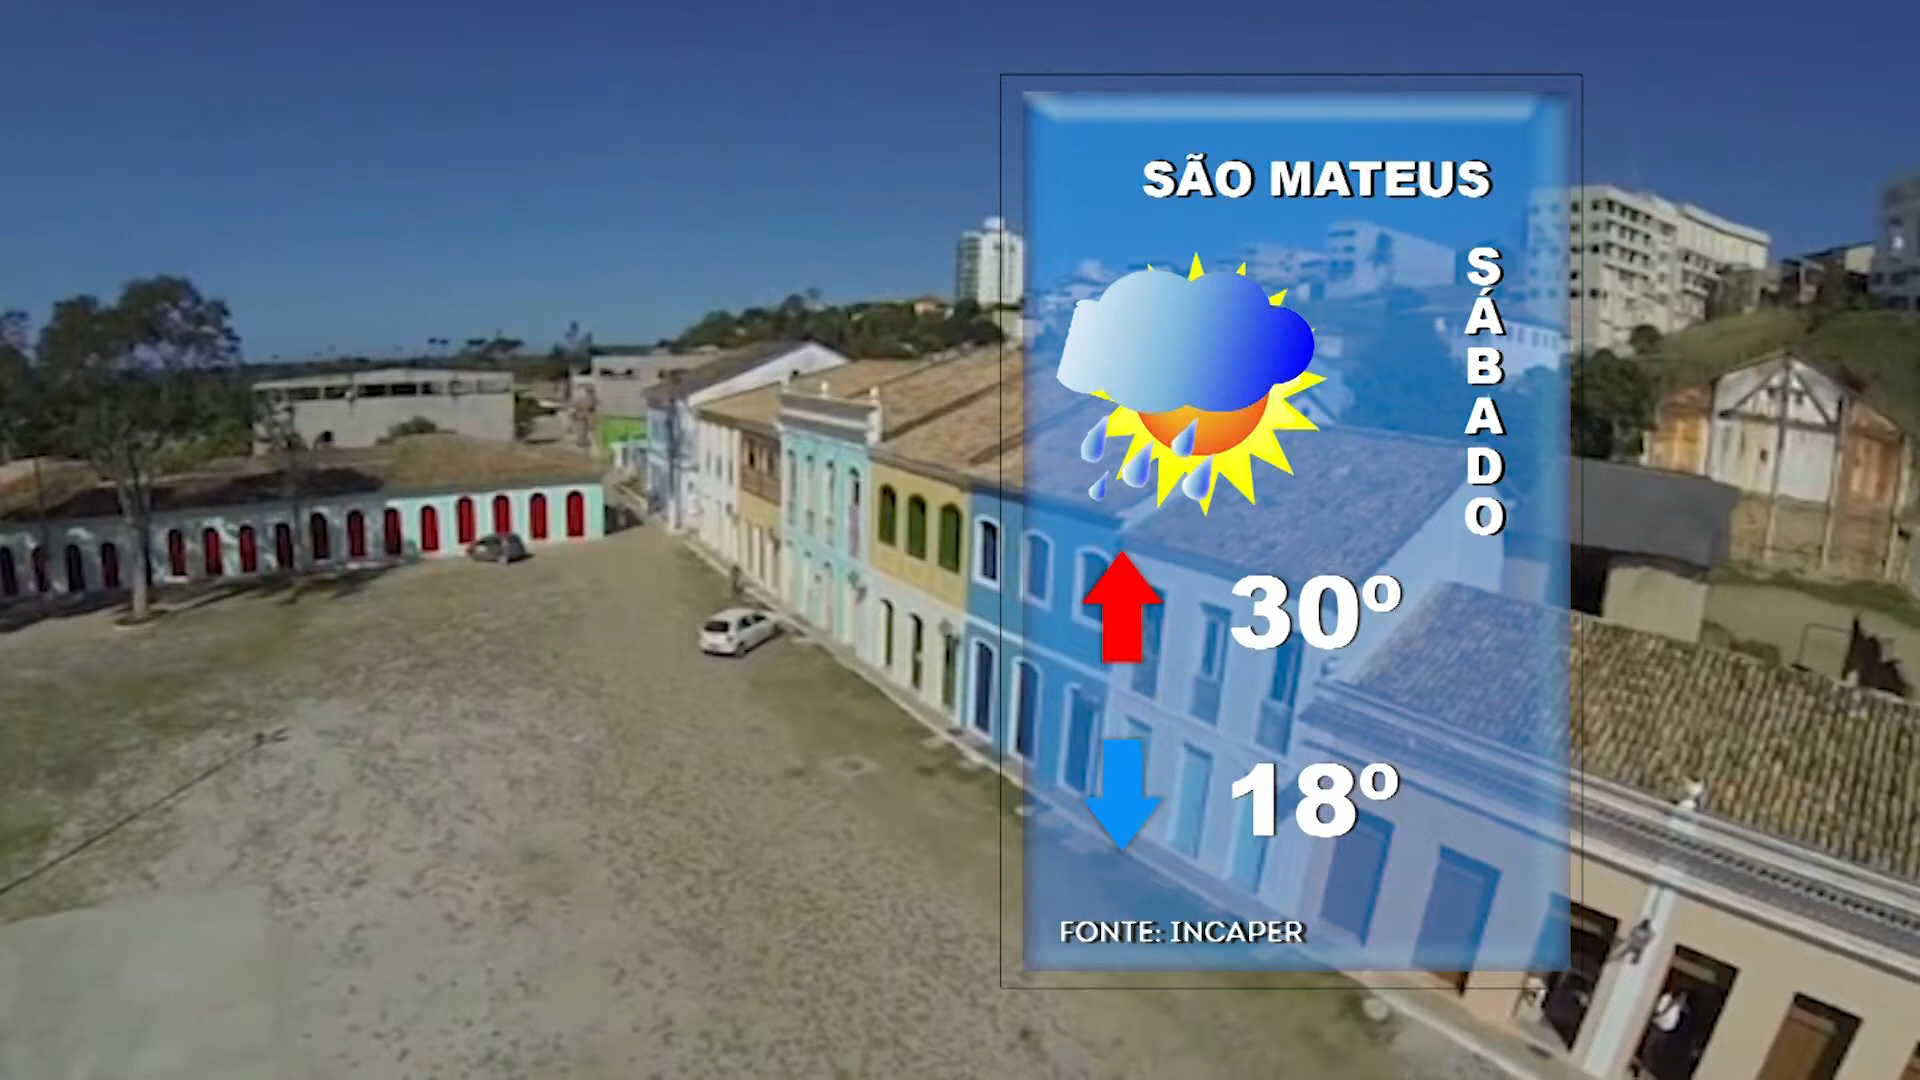 SÃO MATEUS
SÁBADO
30º
18º
FONTE: INCAPER